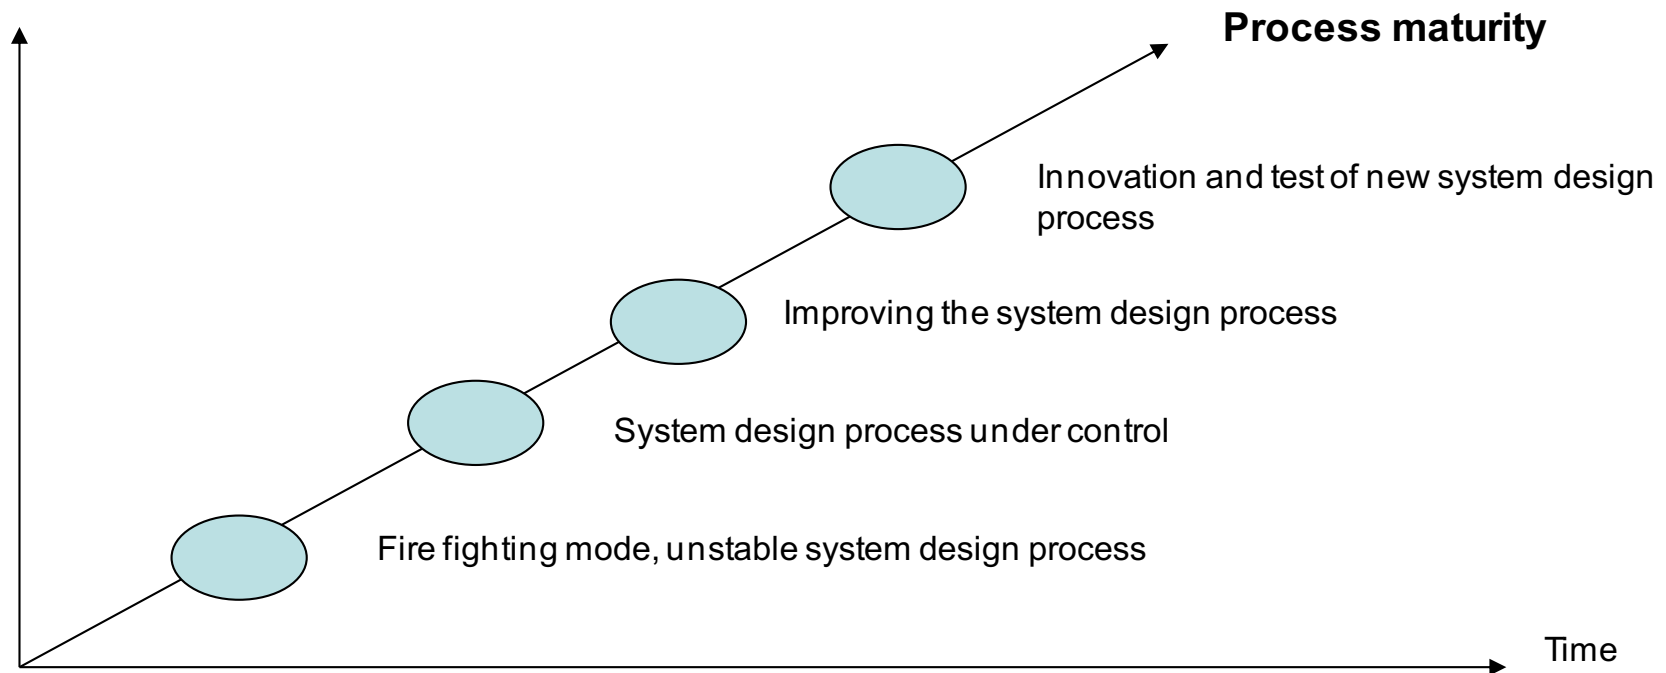 Process maturity
Innovation and test of new system design
process
Improving the system design process
System design process under control
Fire fighting mode, unstable system design process
Time